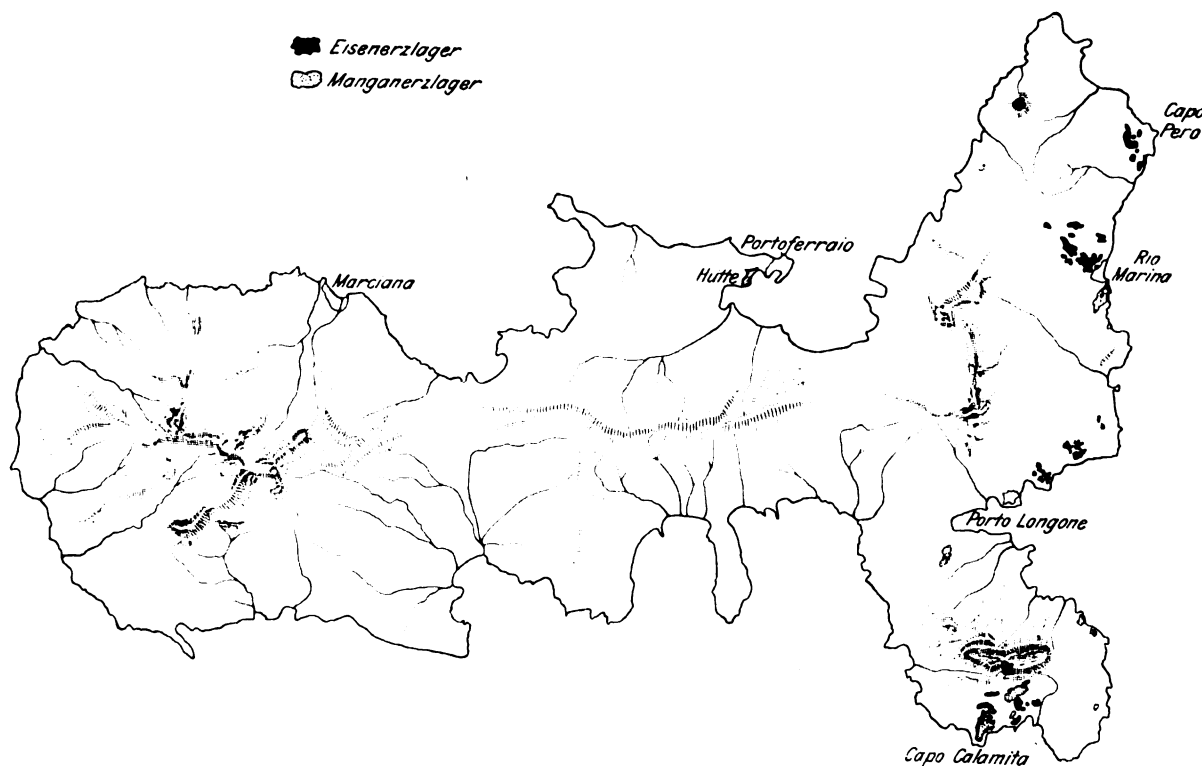 Eisenerzlager
Manganerzlager
Capo
Pero
Portoferraio
Hütte
Rio
Marina
Marciana
Porto Longone
Capo Calamita